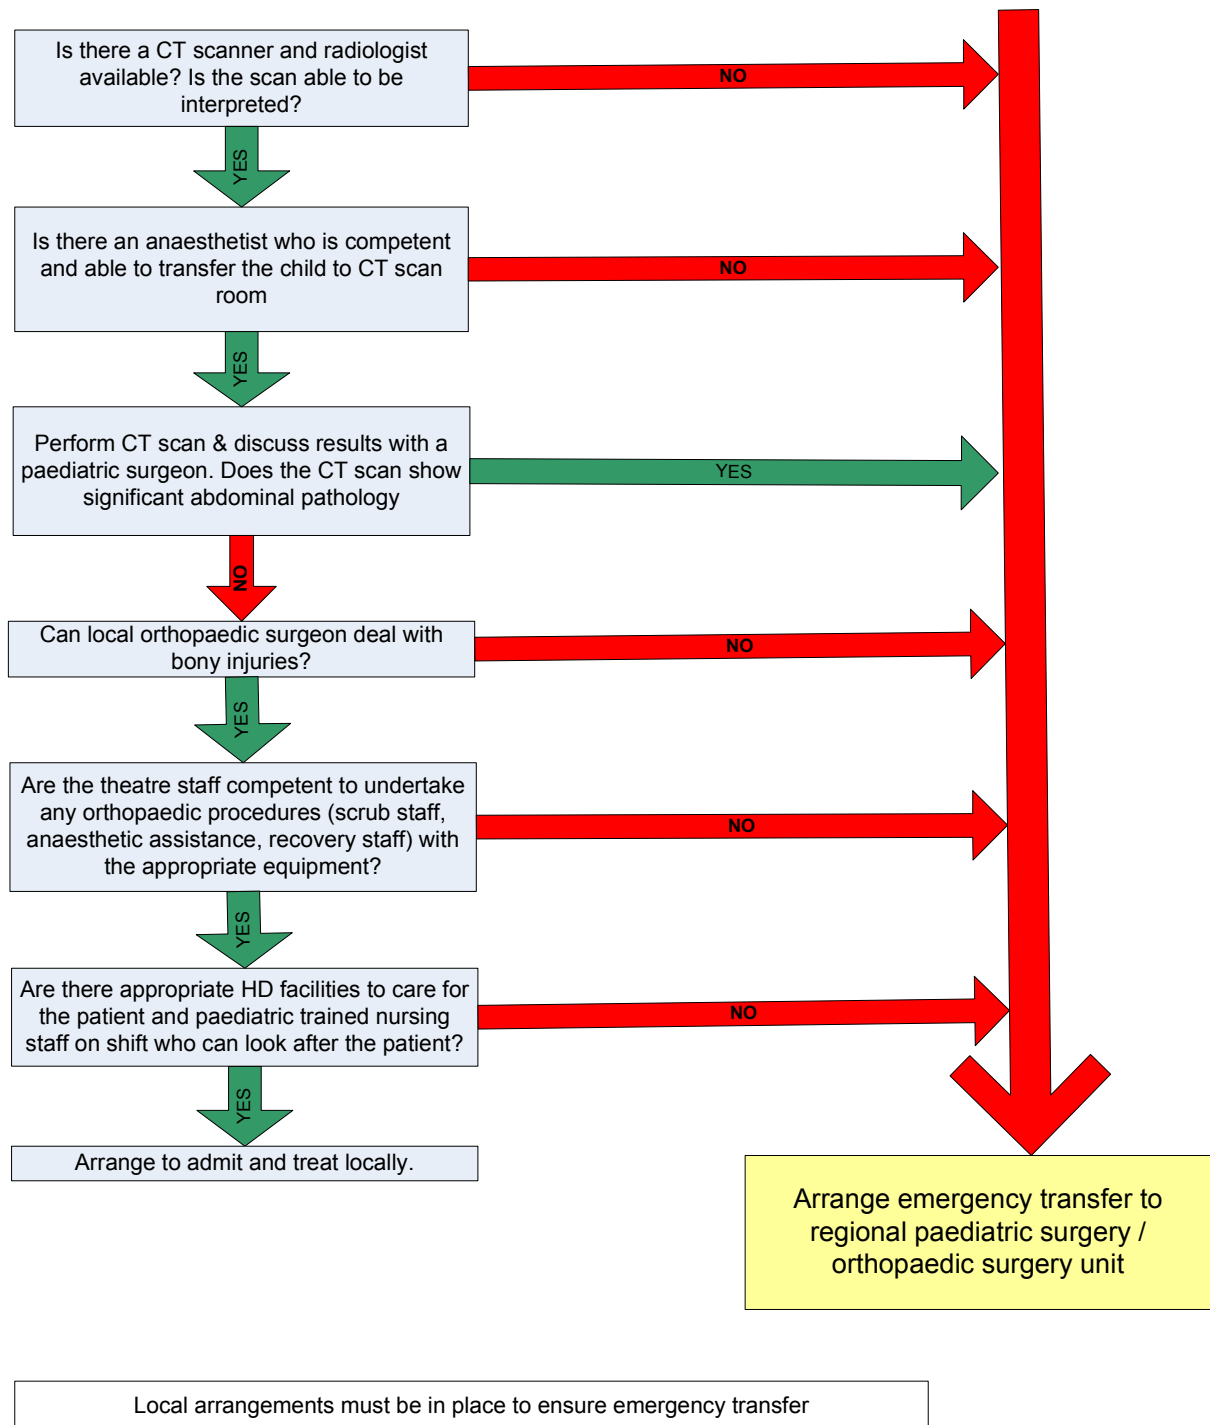 Is there a CT scanner and radiologist
available? Is the scan able to be
interpreted?
NO
YES
Is there an anaesthetist who is competent
and able to transfer the child to CT scan
room
NO
YES
Perform CT scan & discuss results with a
paediatric surgeon. Does the CT scan show
significant abdominal pathology
YES
NO
Can local orthopaedic surgeon deal with
bony injuries?
NO
YES
Are the theatre staff competent to undertake
any orthopaedic procedures (scrub staff,
anaesthetic assistance, recovery staff) with
the appropriate equipment?
NO
YES
Are there appropriate HD facilities to care for
the patient and paediatric trained nursing
staff on shift who can look after the patient?
NO
YES
Arrange to admit and treat locally.
Arrange emergency transfer to
regional paediatric surgery /
orthopaedic surgery unit
Local arrangements must be in place to ensure emergency transfer